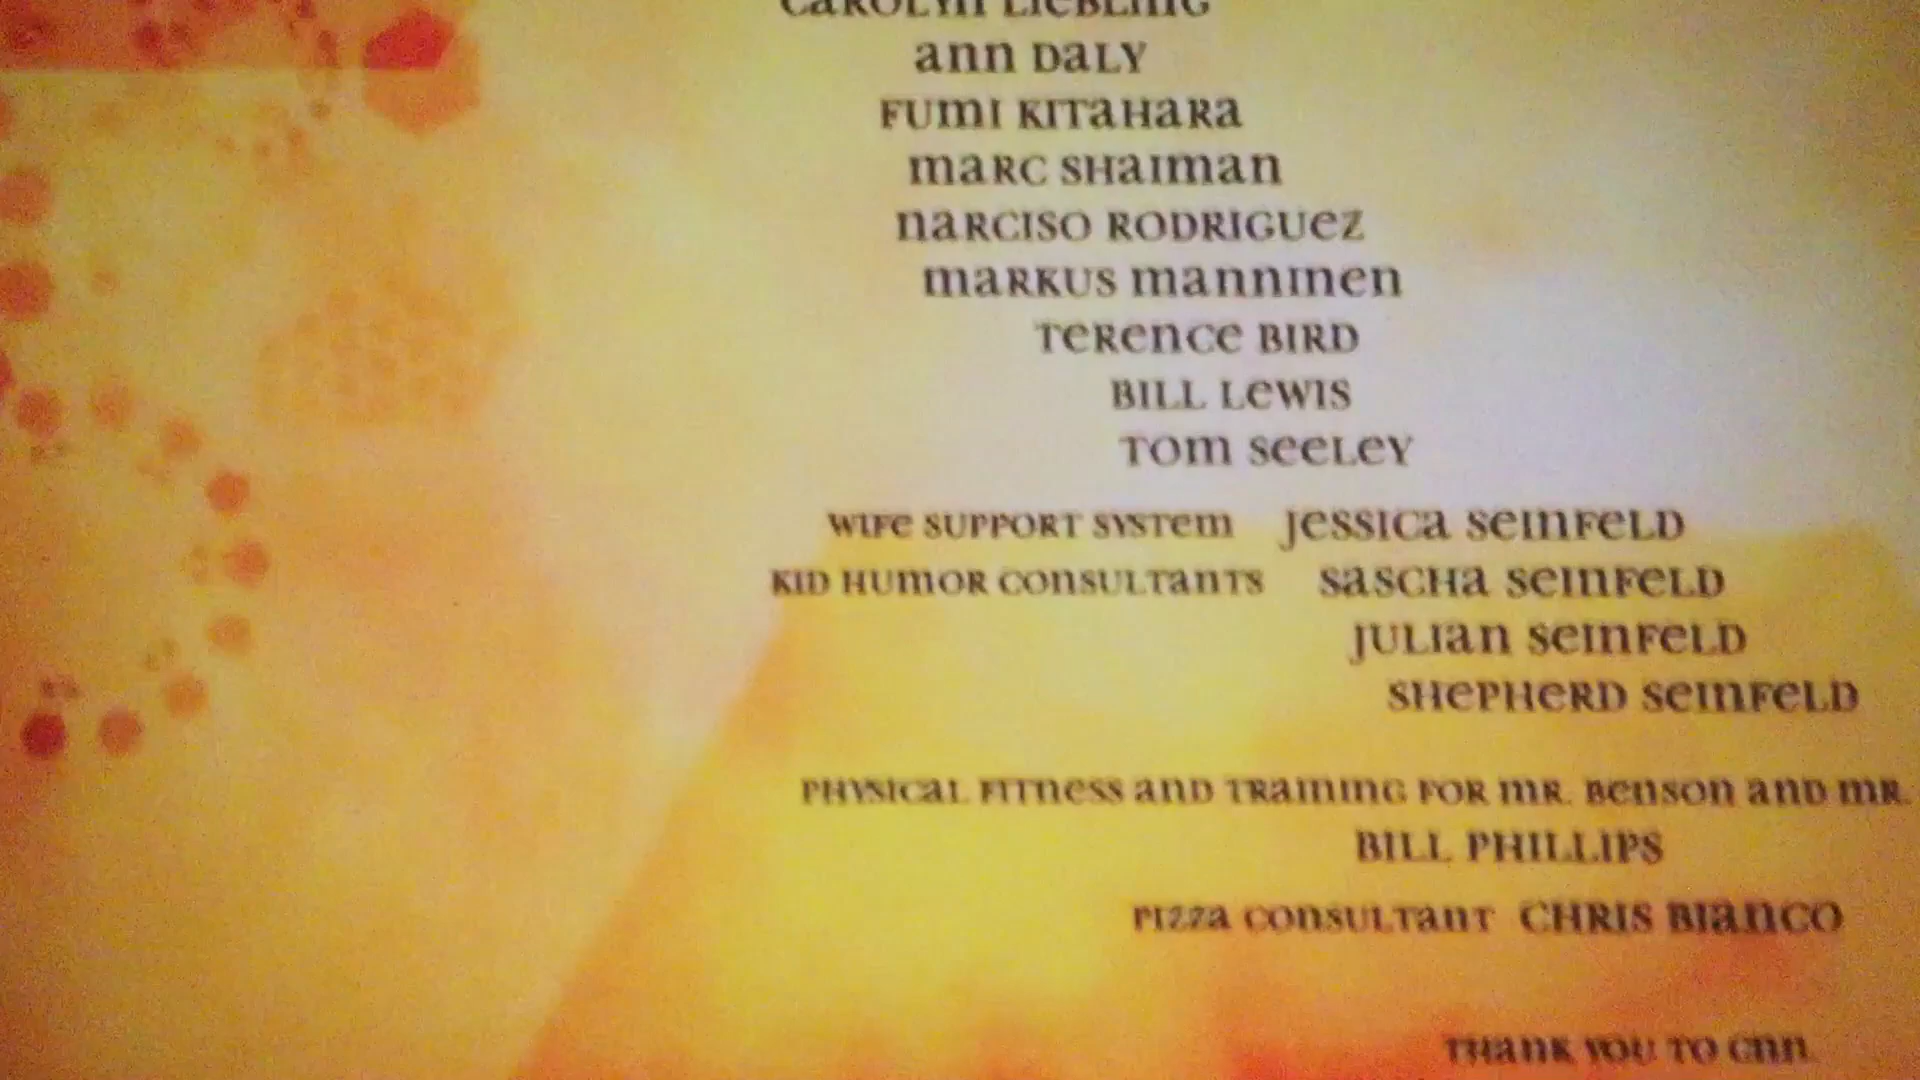 CAROLYN LIEBLING
ANN DALY
FUMI KITAHARA
MARC SHAIMAN
NARCISO RODRIGUEZ
MARKUS MANNINEN
TERENCE BIRD
BILL LEWIS
TOM SEELEY
WIFE SUPPORT SYSTEM JESSICA SEINFELD
KID HUMOR CONSULTANTS SASCHA SEINFELD
JULIAN SEINFELD
SHEPHERD SEINFELD
PHYSICAL FITNESS AND TRAINING FOR MR. BENSON AND MR.
BILL PHILLIPS
PIZZA CONSULTANT CHRIS BIANCO
THANK YOU TO CNN